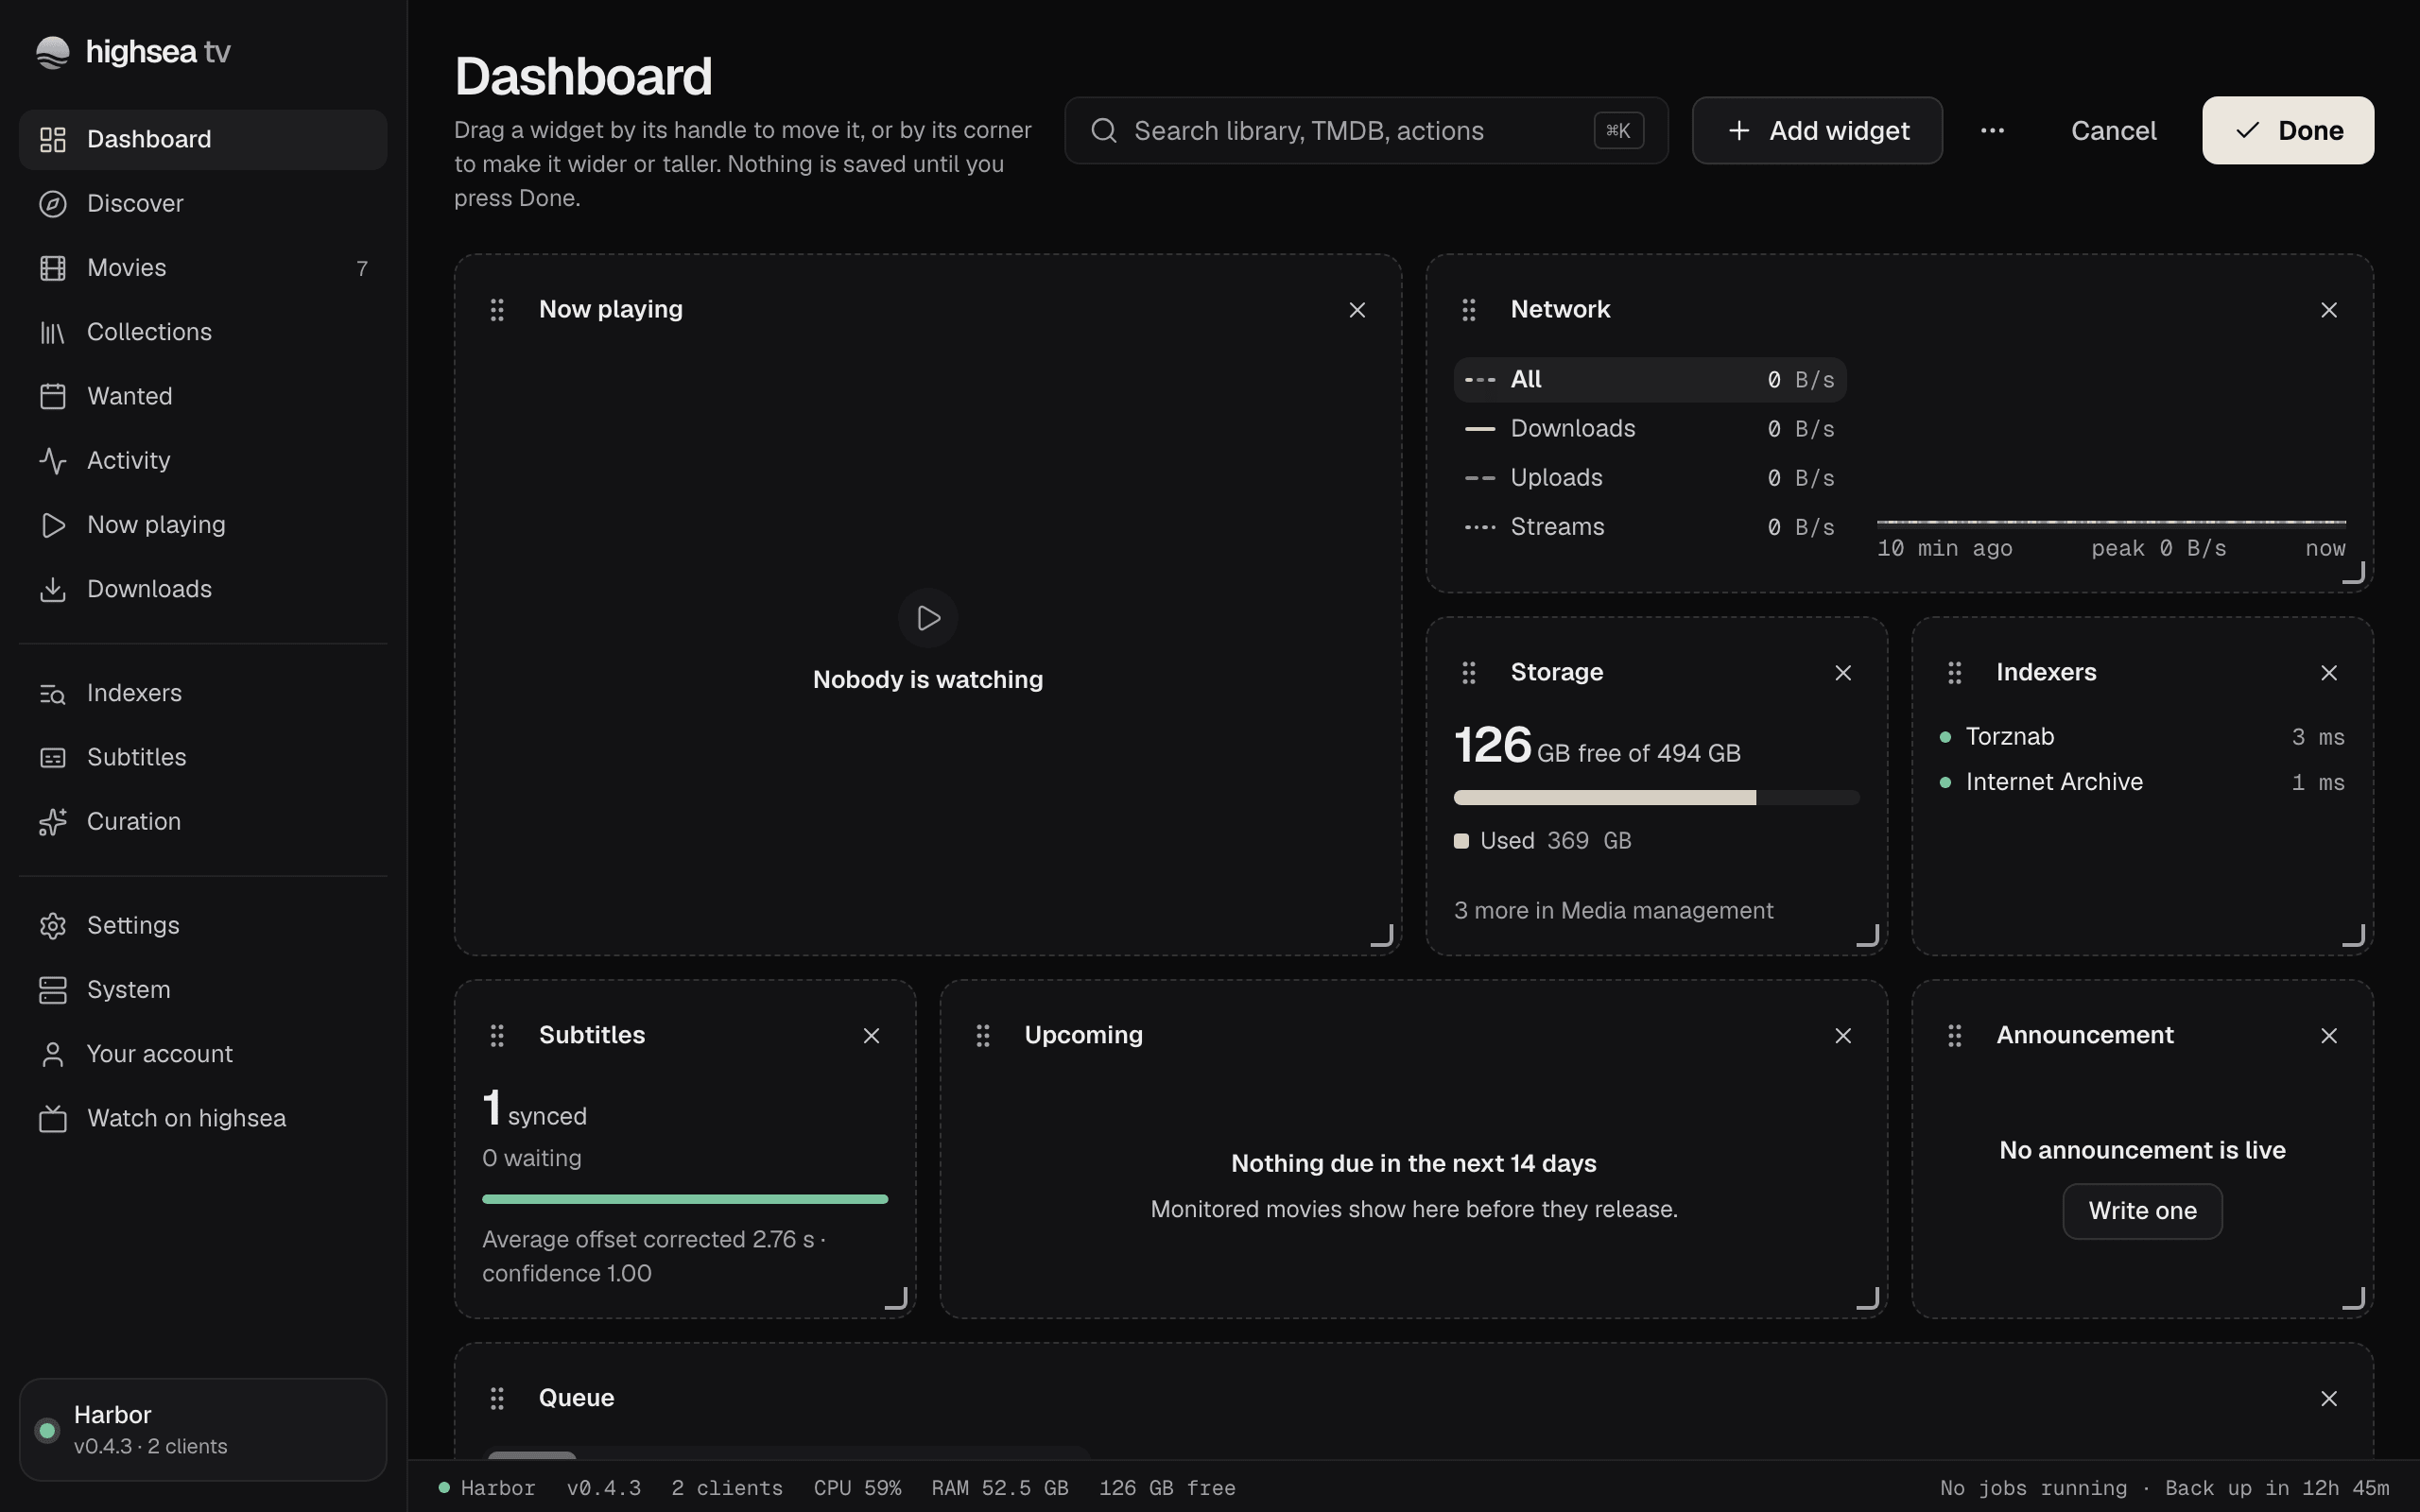 highsea tv
Dashboard
Discover
Movies 7
Collections
Wanted
Activity
Now playing
Downloads
Indexers
Subtitles
Curation
Settings
System
Your account
Watch on highsea
Harbor
v0.4.3 · 2 clients
Dashboard
Drag a widget by its handle to move it, or by its corner
to make it wider or taller. Nothing is saved until you
press Done.
Search library, TMDB, actions ⌘K
Add widget
Cancel
Done
Now playing
Nobody is watching
Network
All 0 B/s
Downloads 0 B/s
Uploads 0 B/s
Streams 0 B/s
10 min ago peak 0 B/s now
Storage
126 GB free of 494 GB
Used 369 GB
3 more in Media management
Indexers
Torznab 3 ms
Internet Archive 1 ms
Subtitles
1 synced
0 waiting
Average offset corrected 2.76 s ·
confidence 1.00
Upcoming
Nothing due in the next 14 days
Monitored movies show here before they release.
Announcement
No announcement is live
Write one
Queue
Harbor v0.4.3 2 clients CPU 59% RAM 52.5 GB 126 GB free
No jobs running · Back up in 12h 45m